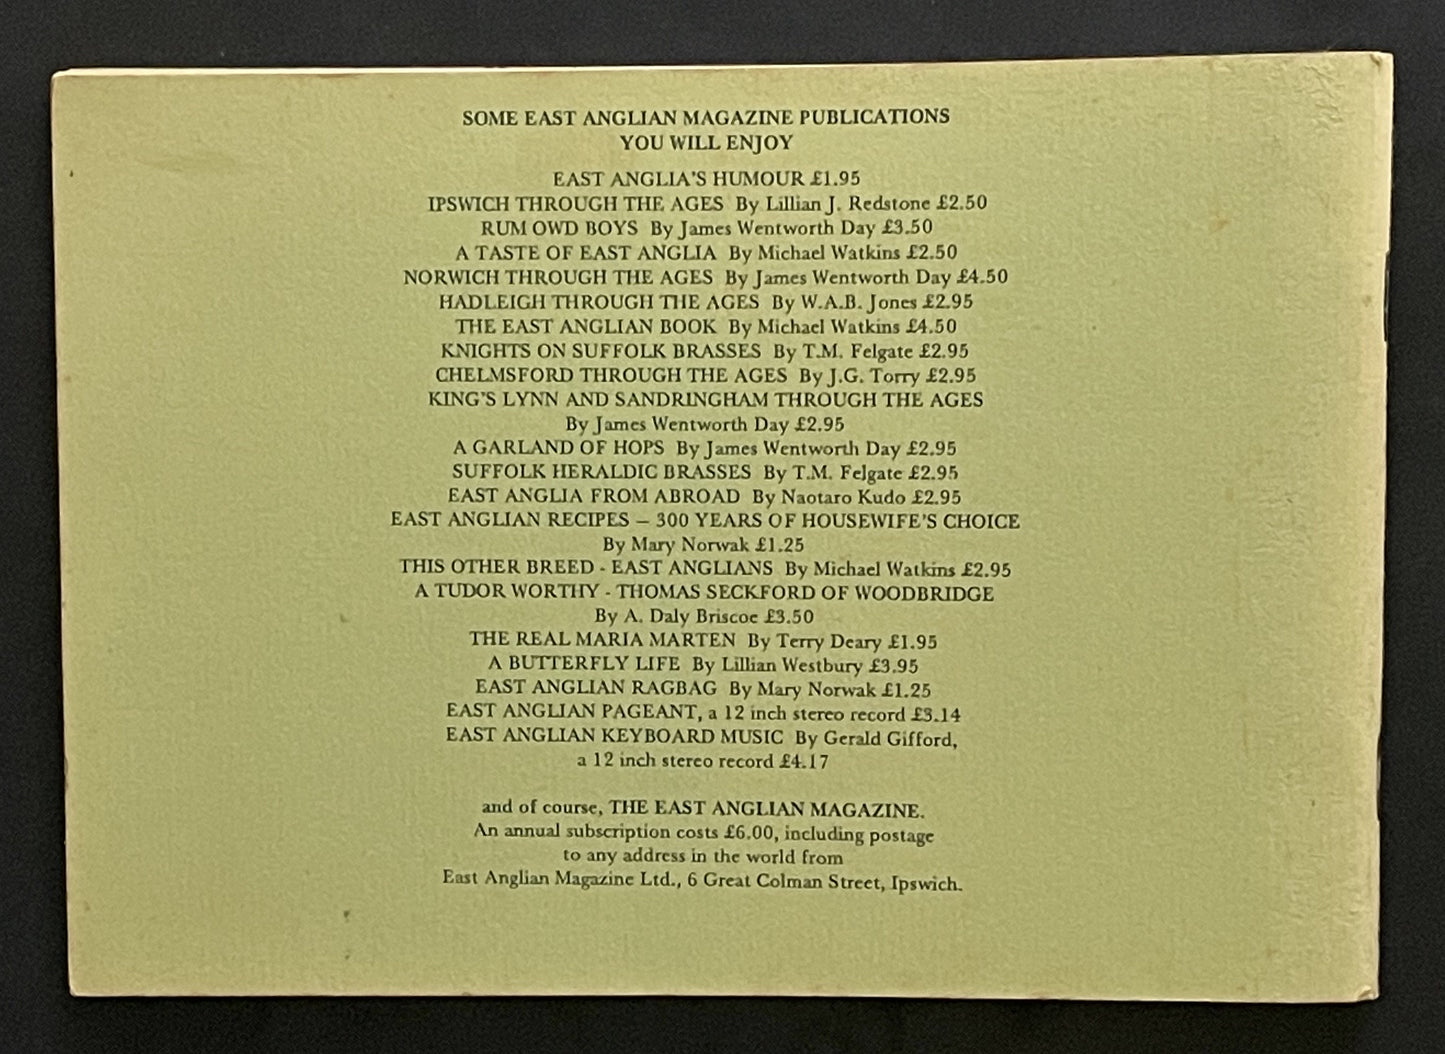 SOME EAST ANGLIAN MAGAZINE PUBLICATIONS
YOU WILL ENJOY
EAST ANGLIA'S HUMOUR £1.95
IPSWICH THROUGH THE AGES By Lillian J. Redstone £2.50
RUM OWD BOYS By James Wentworth Day £3.50
A TASTE OF EAST ANGLIA By Michael Watkins £2.50
NORWICH THROUGH THE AGES By James Wentworth Day £4.50
HADLEIGH THROUGH THE AGES By W.A.B. Jones £2.95
THE EAST ANGLIAN BOOK By Michael Watkins £4.50
KNIGHTS ON SUFFOLK BRASSES By T.M. Felgate £2.95
CHELMSFORD THROUGH THE AGES By J.G. Torry £2.95
KING'S LYNN AND SANDRINGHAM THROUGH THE AGES
By James Wentworth Day £2.95
A GARLAND OF HOPS By James Wentworth Day £2.95
SUFFOLK HERALDIC BRASSES By T.M. Felgate £2.95
EAST ANGLIA FROM ABROAD By Naotaro Kudo £2.95
EAST ANGLIAN RECIPES – 300 YEARS OF HOUSEWIFE'S CHOICE
By Mary Norwak £1.25
THIS OTHER BREED - EAST ANGLIANS By Michael Watkins £2.95
A TUDOR WORTHY - THOMAS SECKFORD OF WOODBRIDGE
By A. Daly Briscoe £3.50
THE REAL MARIA MARTEN By Terry Deary £1.95
A BUTTERFLY LIFE By Lillian Westbury £3.95
EAST ANGLIAN RAGBAG By Mary Norwak £1.25
EAST ANGLIAN PAGEANT, a 12 inch stereo record £3.14
EAST ANGLIAN KEYBOARD MUSIC By Gerald Gifford,
a 12 inch stereo record £4.17
and of course, THE EAST ANGLIAN MAGAZINE.
An annual subscription costs £6.00, including postage
to any address in the world from
East Anglian Magazine Ltd., 6 Great Colman Street, Ipswich.